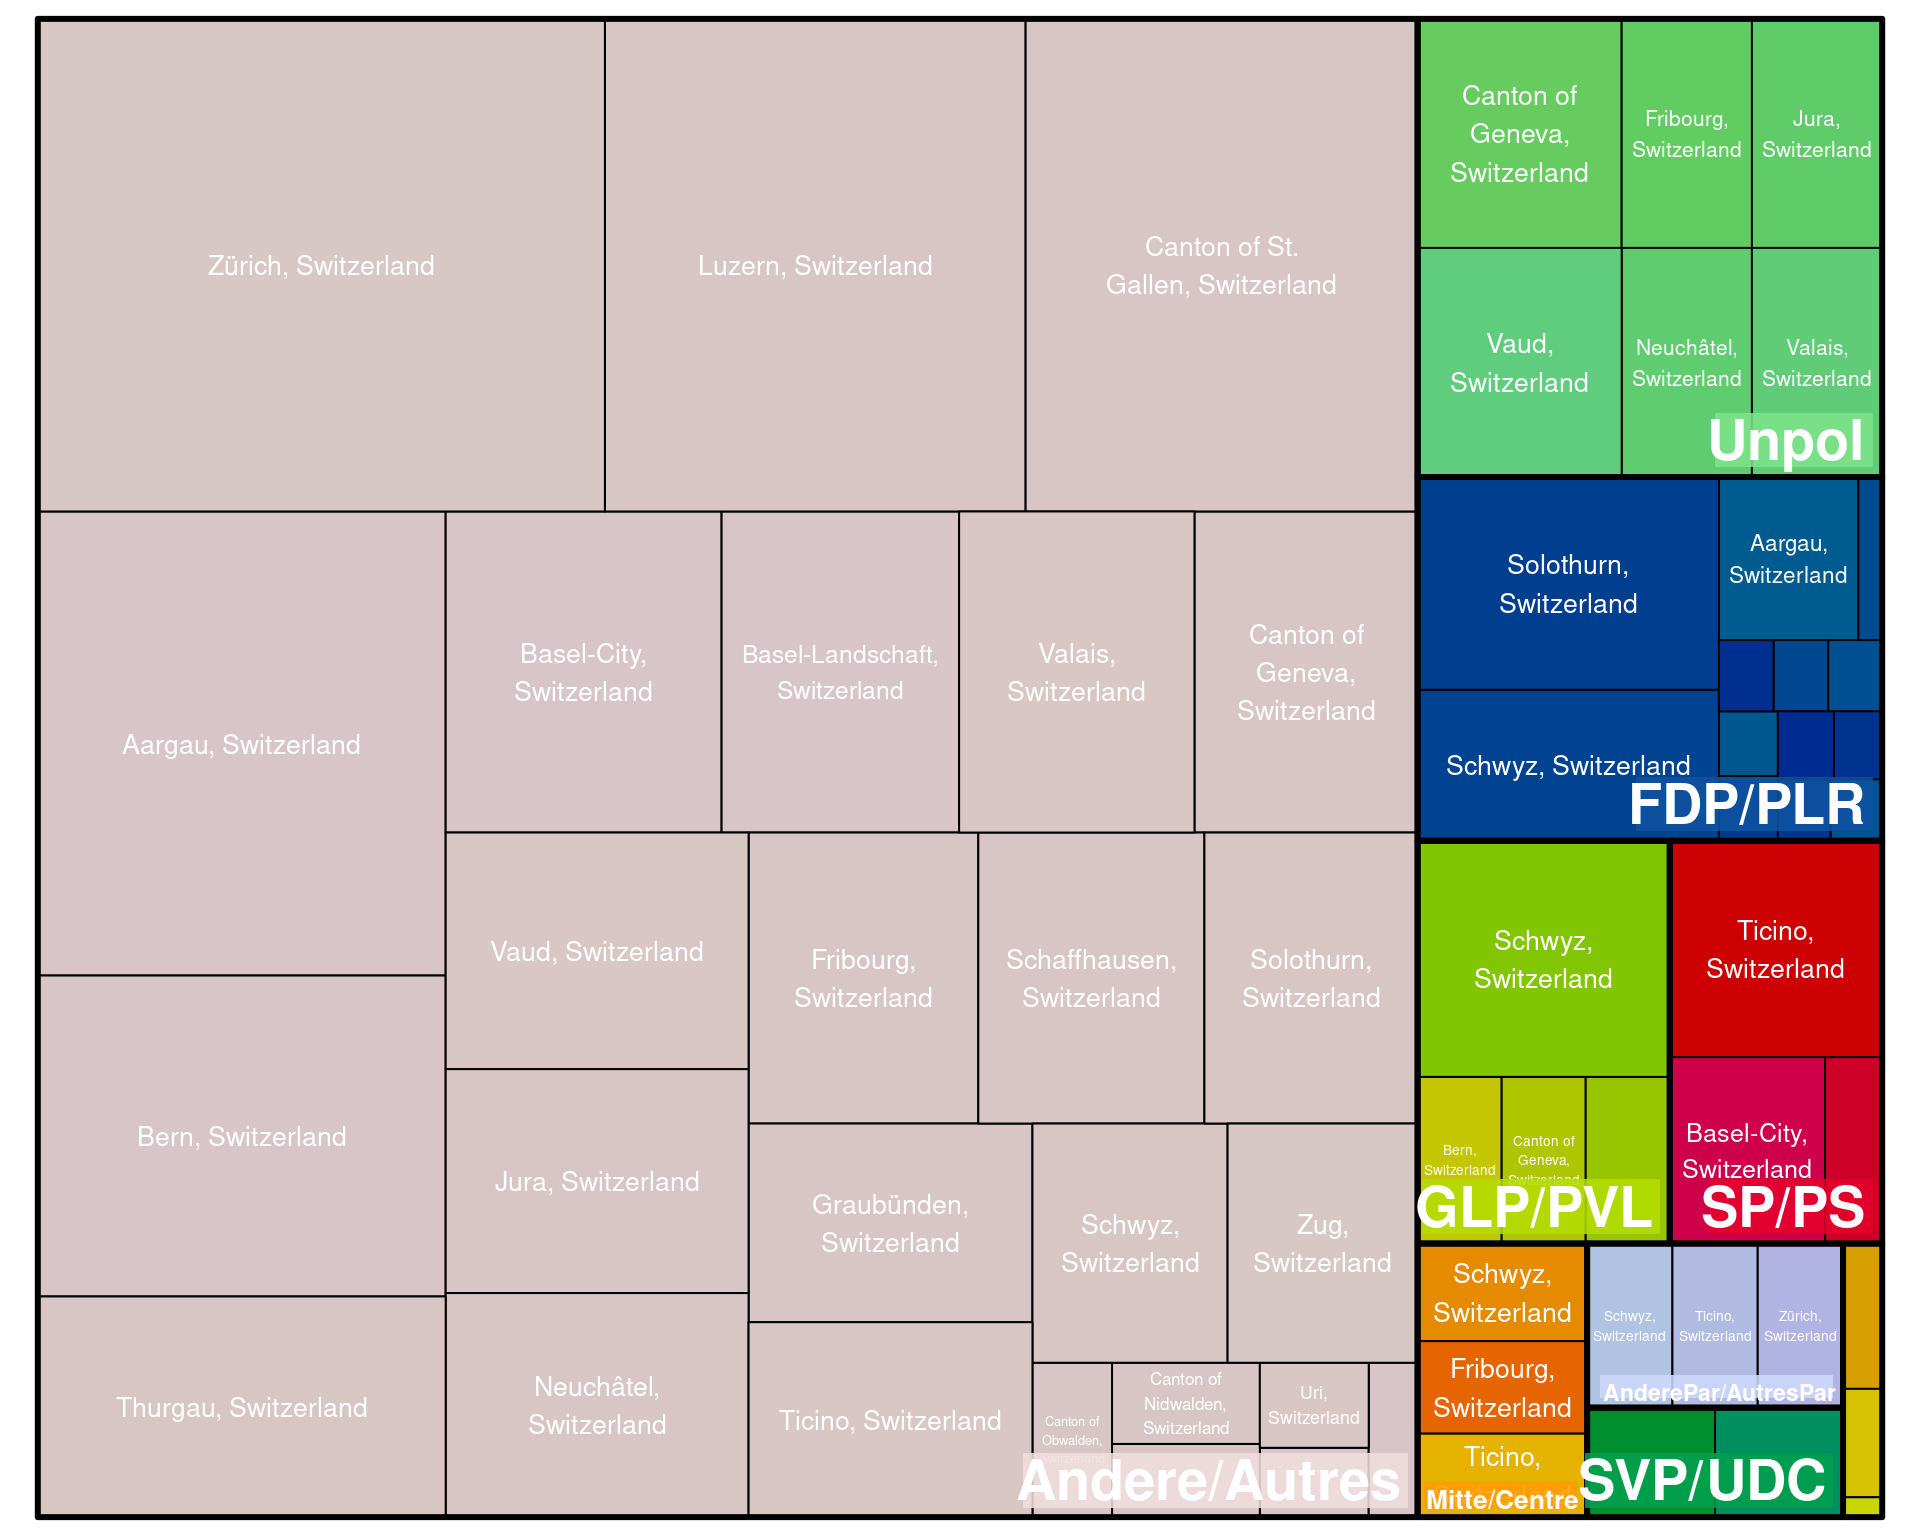 Zürich, Switzerland
Luzern, Switzerland
Canton of St.
Gallen, Switzerland
Aargau, Switzerland
Basel-City,
Switzerland
Basel-Landschaft,
Switzerland
Valais,
Switzerland
Canton of
Geneva,
Switzerland
Vaud, Switzerland
Fribourg,
Switzerland
Schaffhausen,
Switzerland
Solothurn,
Switzerland
Bern, Switzerland
Jura, Switzerland
Graubünden,
Switzerland
Schwyz,
Switzerland
Zug,
Switzerland
Thurgau, Switzerland
Neuchâtel,
Switzerland
Ticino, Switzerland
Canton of
Obwalden,
Canton of
Nidwalden,
Switzerland
Uri,
Switzerland
Andere/Autres
Canton of
Geneva,
Switzerland
Fribourg,
Switzerland
Jura,
Switzerland
Vaud,
Switzerland
Neuchâtel,
Switzerland
Valais,
Switzerland
Unpol
Solothurn,
Switzerland
Aargau,
Switzerland
Schwyz, Switzerland
FDP/PLR
Schwyz,
Switzerland
Bern,
Switzerland
Canton of
Geneva,
Switzerland
GLP/PVL
Ticino,
Switzerland
Basel-City,
Switzerland
SP/PS
Schwyz,
Switzerland
Fribourg,
Switzerland
Ticino,
Mitte/Centre
Schwyz,
Switzerland
Ticino,
Switzerland
Zürich,
Switzerland
AnderePar/AutresPar
SVP/UDC